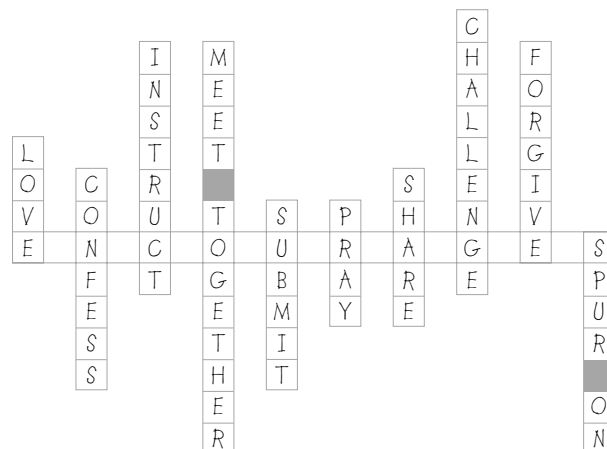 LOVE
CONFESS
INSTRUCT
MEET TOGETHER
SUBMIT
PRAY
SHARE
CHALLENGE
FORGIVE
SPUR ON